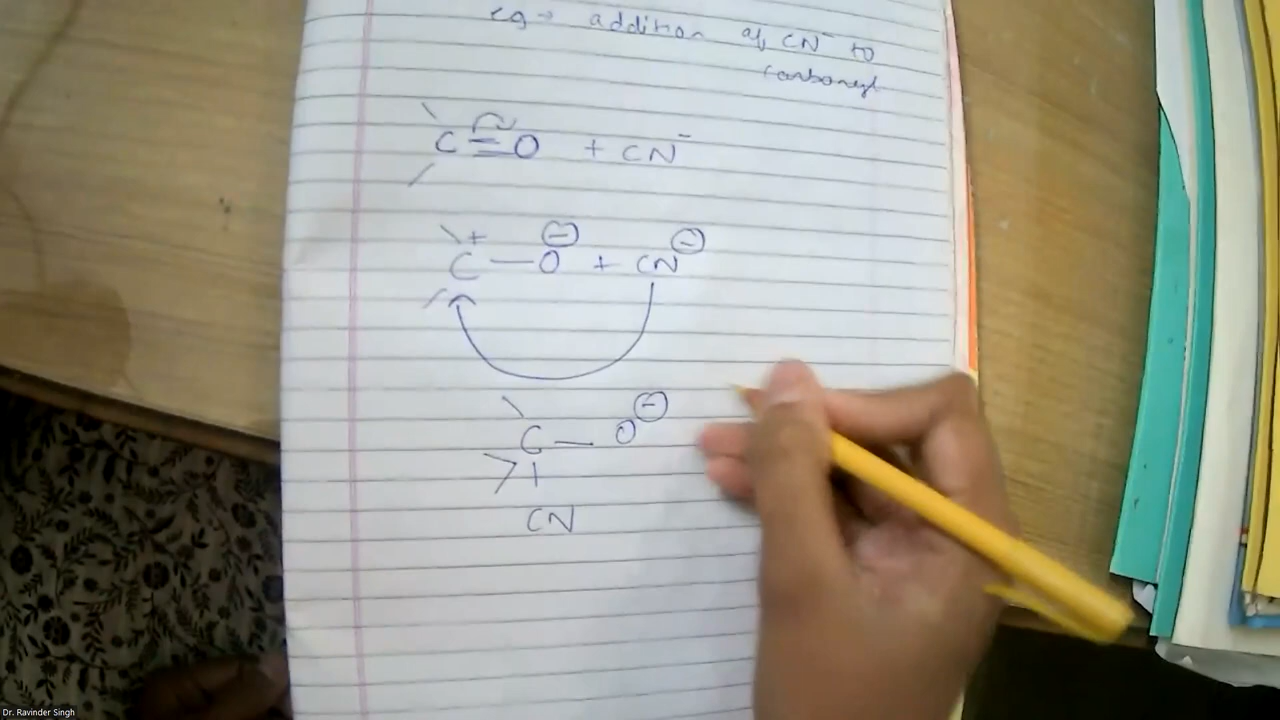 eg → addition of CN⁻ to
carbonyl
C = O + CN⁻
C⁺ — O⁻ + CN⁻
C — O⁻
CN
Dr. Ravinder Singh